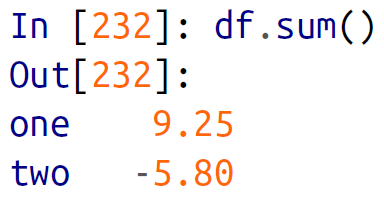 In [232]: df.sum()
Out[232]:
one    9.25
two   -5.80